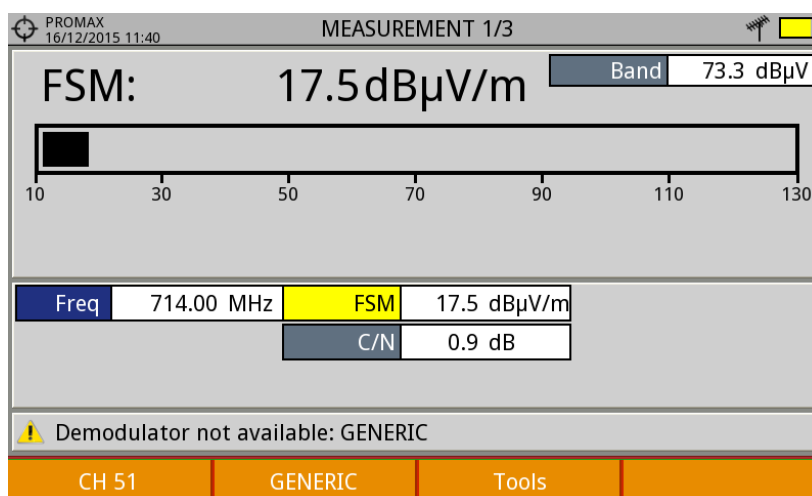 PROMAX
16/12/2015 11:40
MEASUREMENT 1/3
FSM: 17.5dBµV/m
Band 73.3 dBµV
10 30 50 70 90 110 130
Freq 714.00 MHz FSM 17.5 dBµV/m
C/N 0.9 dB
Demodulator not available: GENERIC
CH 51 GENERIC Tools